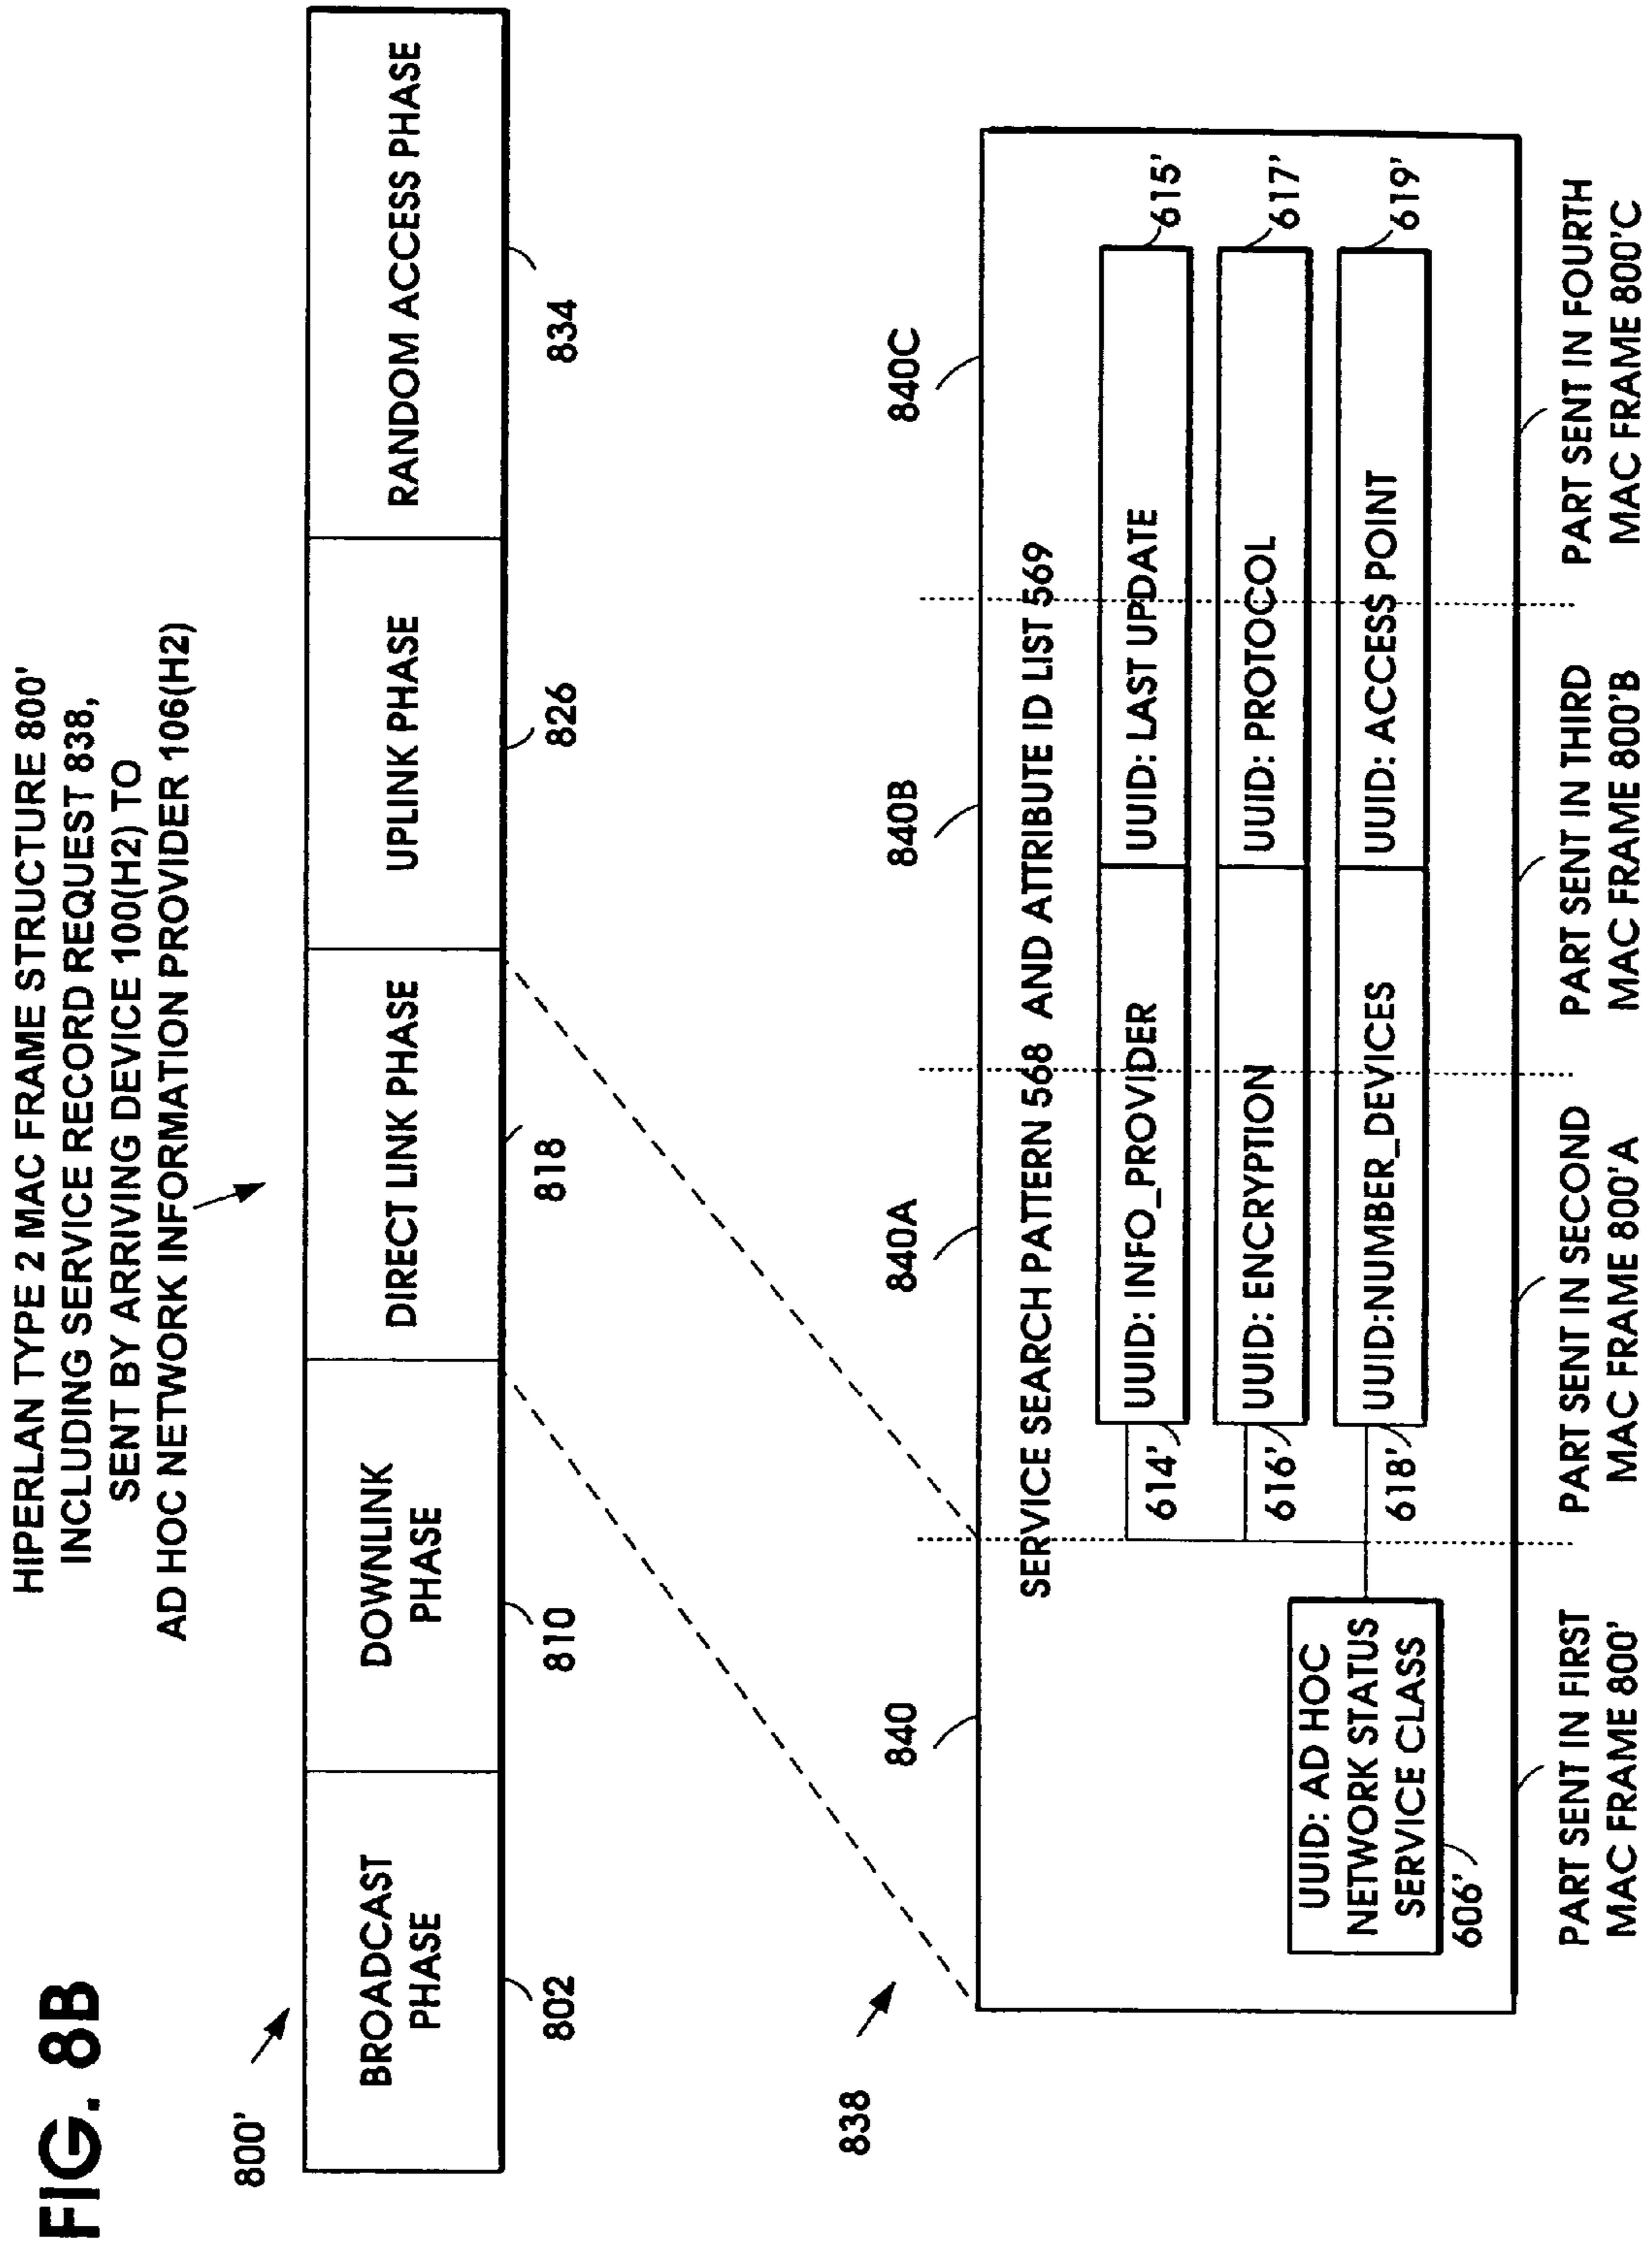 FIG. 8B
HIPERLAN TYPE 2 MAC FRAME STRUCTURE 800'
INCLUDING SERVICE RECORD REQUEST 838,
SENT BY ARRIVING DEVICE 100(H2) TO
AD HOC NETWORK INFORMATION PROVIDER 106(H2)
800'
BROADCAST
PHASE
DOWNLINK
PHASE
DIRECT LINK PHASE
UPLINK PHASE
RANDOM ACCESS PHASE
802
810
818
826
834
838
840
840A
840B
840C
SERVICE SEARCH PATTERN 568 AND ATTRIBUTE ID LIST 569
UUID: AD HOC
NETWORK STATUS
SERVICE CLASS
606'
614'
UUID: INFO_PROVIDER
UUID: LAST UPDATE
615'
616'
UUID: ENCRYPTION
UUID: PROTOCOL
617'
618'
UUID:NUMBER_DEVICES
UUID: ACCESS POINT
619'
PART SENT IN FIRST
MAC FRAME 800'
PART SENT IN SECOND
MAC FRAME 800'A
PART SENT IN THIRD
MAC FRAME 800'B
PART SENT IN FOURTH
MAC FRAME 800'C